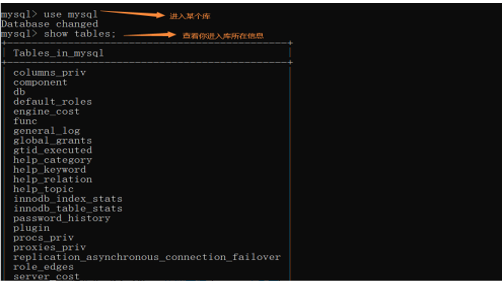 mysql> use mysql 进入某个库
Database changed
mysql> show tables; 查看你进入库所在信息
Tables_in_mysql
columns_priv
component
db
default_roles
engine_cost
func
general_log
global_grants
gtid_executed
help_category
help_keyword
help_relation
help_topic
innodb_index_stats
innodb_table_stats
password_history
plugin
procs_priv
proxies_priv
replication_asynchronous_connection_failover
role_edges
server_cost